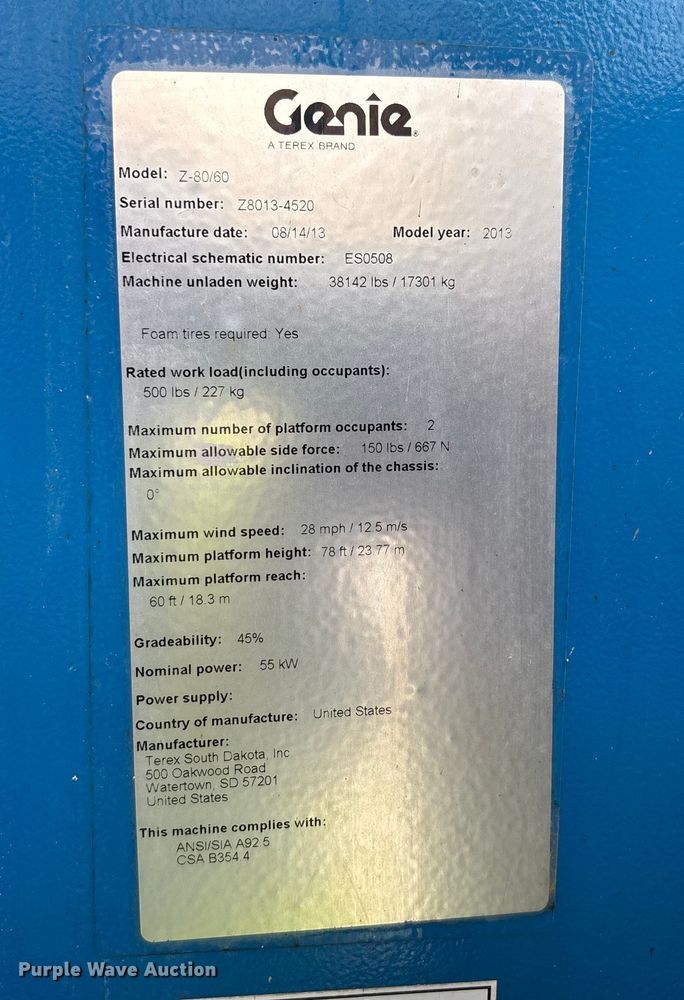 Genie
A TEREX BRAND
Model: Z-80/60
Serial number: Z8013-4520
Manufacture date: 08/14/13 Model year: 2013
Electrical schematic number: ES0508
Machine unladen weight: 38142 lbs / 17301 kg
Foam tires required: Yes
Rated work load(including occupants):
500 lbs / 227 kg
Maximum number of platform occupants: 2
Maximum allowable side force: 150 lbs / 667 N
Maximum allowable inclination of the chassis:
0°
Maximum wind speed: 28 mph / 12.5 m/s
Maximum platform height: 78 ft / 23.77 m
Maximum platform reach:
60 ft / 18.3 m
Gradeability: 45%
Nominal power: 55 kW
Power supply:
Country of manufacture: United States
Manufacturer:
Terex South Dakota, Inc
500 Oakwood Road
Watertown, SD 57201
United States
This machine complies with:
ANSI/SIA A92.5
CSA B354.4
Purple Wave Auction